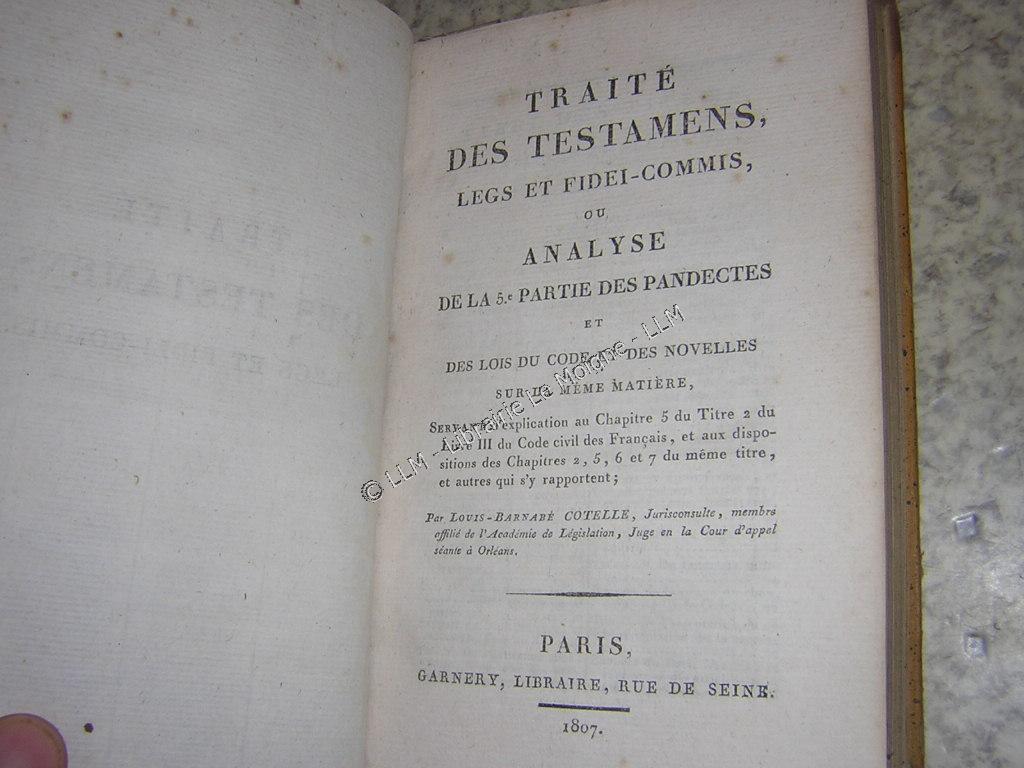 TRAITÉ
DES TESTAMENS,
LEGS ET FIDEI-COMMIS,
OU
ANALYSE
DE LA 5.e PARTIE DES PANDECTES
ET
DES LOIS DU CODE ET DES NOVELLES
SUR LA MÊME MATIÈRE,
SERVANT d'explication au Chapitre 5 du Titre 2 du
Livre III du Code civil des Français, et aux dispo-
sitions des Chapitres 2, 5, 6 et 7 du même titre,
et autres qui s'y rapportent;
Par LOUIS-BARNABÉ COTELLE, Jurisconsulte, membre
affilié de l'Académie de Législation, Juge en la Cour d'appel
séante à Orléans.
PARIS,
GARNERY, LIBRAIRE, RUE DE SEINE.
1807.
© LLM - Librairie Le Moigne - LLM